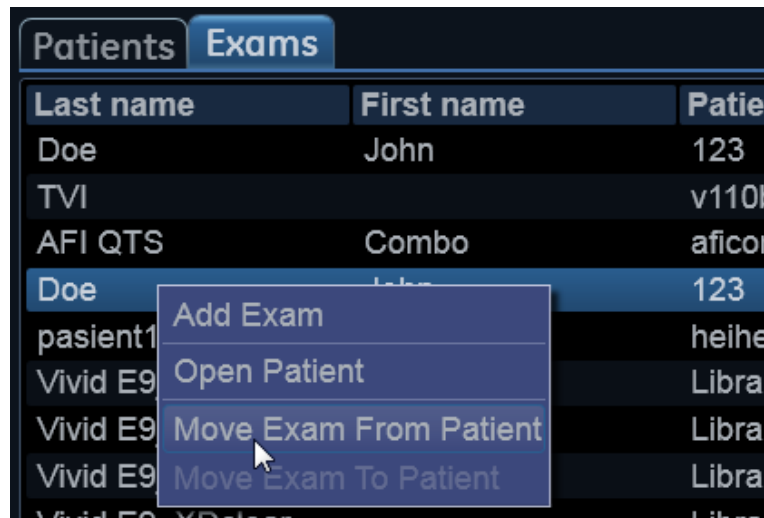 Patients Exams
Last name First name Patie
Doe John 123
TVI v110
AFI QTS Combo aficor
Doe 123
Add Exam
pasient1 heihe
Open Patient
Vivid E9 Libra
Vivid E9 Move Exam From Patient Libra
Vivid E9 Move Exam To Patient Libra